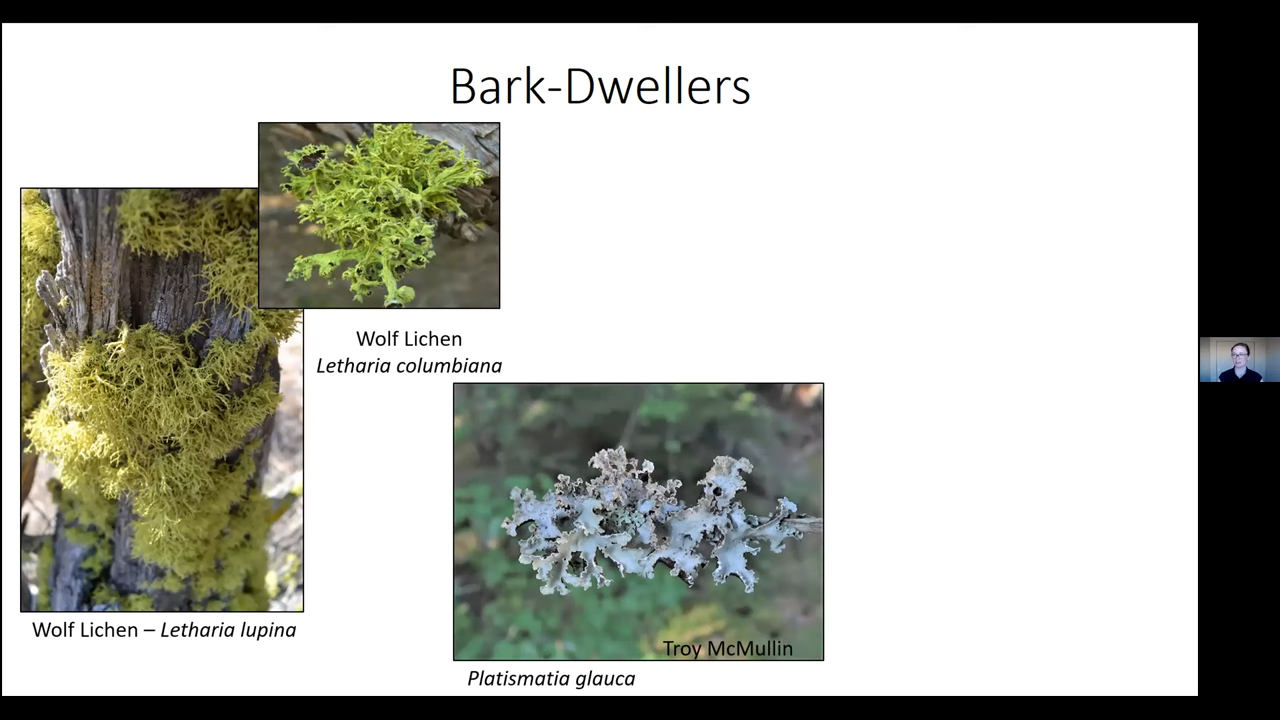 Bark-Dwellers
Wolf Lichen
Letharia columbiana
Wolf Lichen – Letharia lupina
Troy McMullin
Platismatia glauca